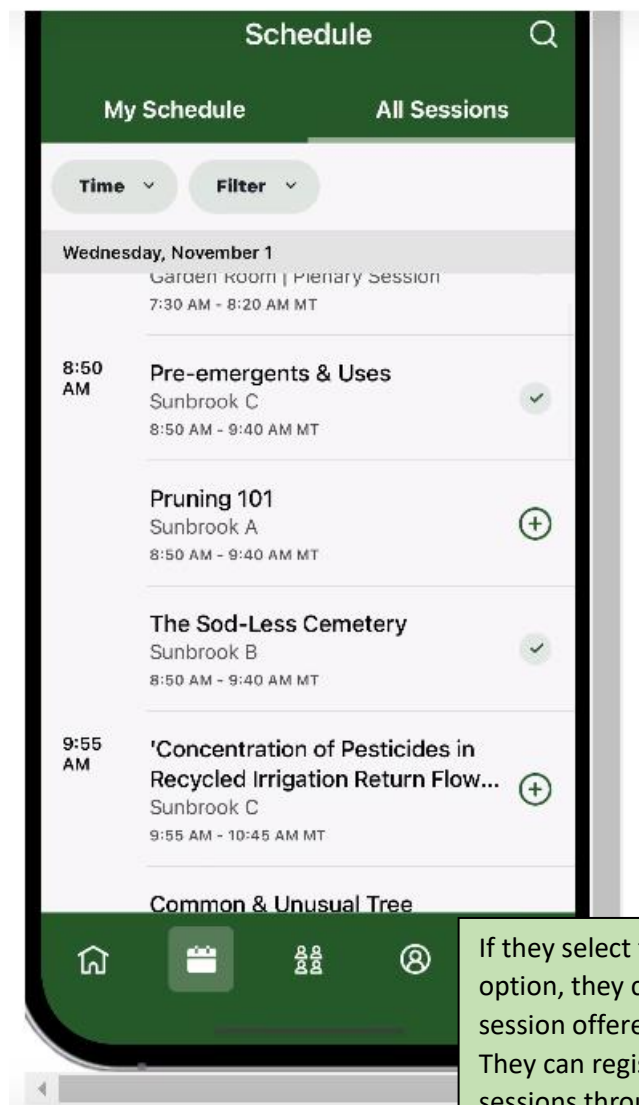 Schedule
My Schedule
All Sessions
Time
Filter
Wednesday, November 1
Garden Room | Plenary Session
7:30 AM - 8:20 AM MT
8:50
AM
Pre-emergents & Uses
Sunbrook C
8:50 AM - 9:40 AM MT
Pruning 101
Sunbrook A
8:50 AM - 9:40 AM MT
The Sod-Less Cemetery
Sunbrook B
8:50 AM - 9:40 AM MT
9:55
AM
'Concentration of Pesticides in
Recycled Irrigation Return Flow...
Sunbrook C
9:55 AM - 10:45 AM MT
Common & Unusual Tree
If they select
option, they
session
They can
sessions